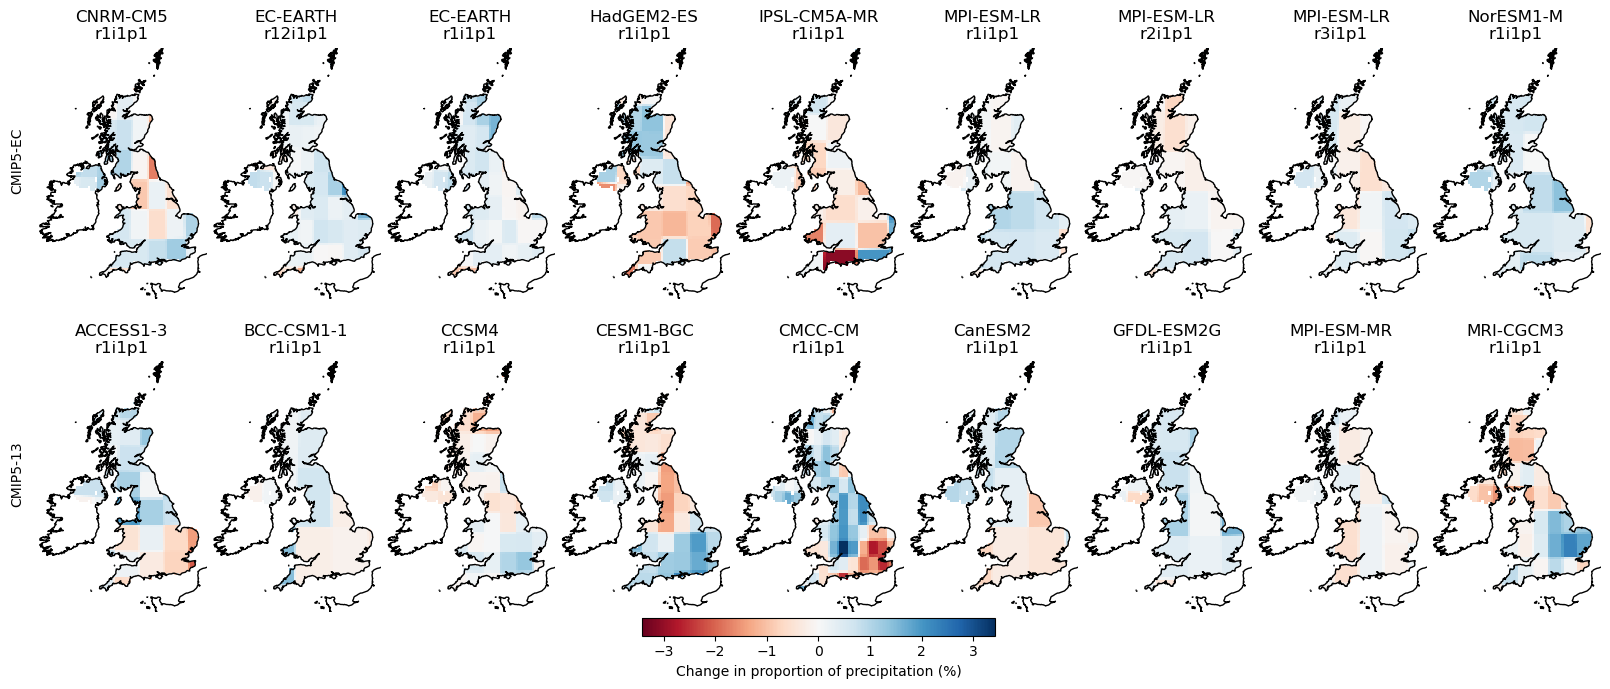 CNRM-CM5 EC-EARTH EC-EARTH HadGEM2-ES IPSL-CM5A-MR MPI-ESM-LR MPI-ESM-LR MPI-ESM-LR NorESM1-M
r1i1p1 r12i1p1 r1i1p1 r1i1p1 r1i1p1 r1i1p1 r2i1p1 r3i1p1 r1i1p1
CMIP5-EC
ACCESS1-3 BCC-CSM1-1 CCSM4 CESM1-BGC CMCC-CM CanESM2 GFDL-ESM2G MPI-ESM-MR MRI-CGCM3
r1i1p1 r1i1p1 r1i1p1 r1i1p1 r1i1p1 r1i1p1 r1i1p1 r1i1p1 r1i1p1
CMIP5-13
−3 −2 −1 0 1 2 3
Change in proportion of precipitation (%)